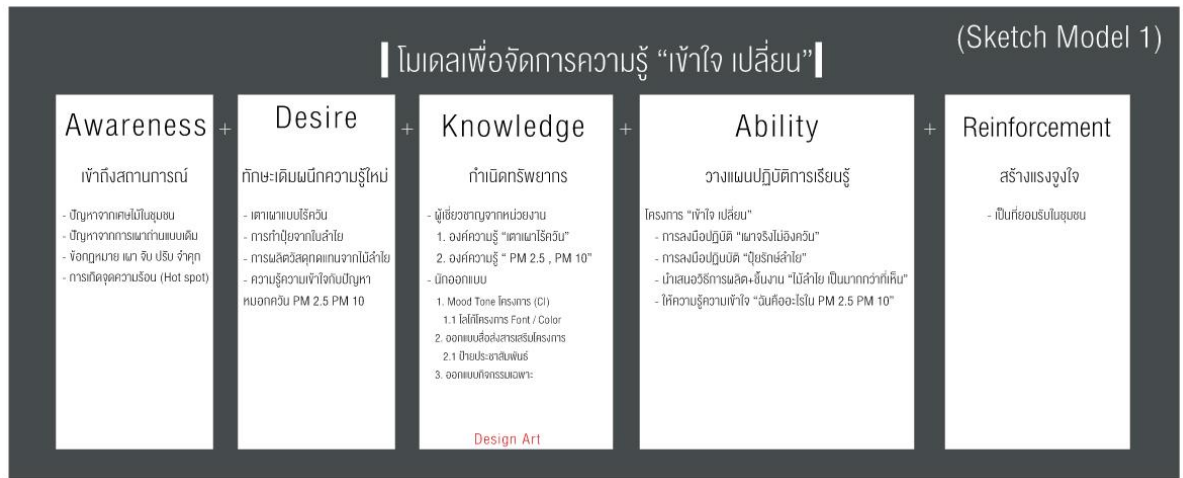 (Sketch Model 1)
โมเดลเพื่อจัดการความรู้ “เข้าใจ เปลี่ยน”
Awareness
เข้าถึงสถานการณ์
- ปัญหาจากเศษไม้ในชุมชน
- ปัญหาจากการเผาถ่านแบบเดิม
- ข้อกฎหมาย เผา จับ ปรับ จำคุก
- การเกิดจุดความร้อน (Hot spot)
+
Desire
ทักษะเดิมผนึกความรู้ใหม่
- เตาเผาแบบไร้ควัน
- การทำปุ๋ยจากใบลำไย
- การผลิตวัสดุทดแทนจากไม้ลำไย
- ความรู้ความเข้าใจกับปัญหา
หมอกควัน PM 2.5 PM 10
+
Knowledge
กำเนิดทรัพยากร
- ผู้เชี่ยวชาญจากหน่วยงาน
1. องค์ความรู้ “เตาเผาไร้ควัน”
2. องค์ความรู้ “ PM 2.5 , PM 10”
- นักออกแบบ
1. Mood Tone โครงการ (CI)
1.1 โลโก้โครงการ Font / Color
2. ออกแบบสื่อส่งสารเสริมโครงการ
2.1 ป้ายประชาสัมพันธ์
3. ออกแบบกิจกรรมเฉพาะ
Design Art
+
Ability
วางแผนปฏิบัติการเรียนรู้
โครงการ “เข้าใจ เปลี่ยน”
- การลงมือปฏิบัติ “เผาจริงไม่อิงควัน”
- การลงมือปฏิบัติ “ปุ๋ยรักษ์ลำไย”
- นำเสนอวิธีการผลิต+ชิ้นงาน “ไม้ลำไย เป็นมากกว่าที่เห็น”
- ให้ความรู้ความเข้าใจ “ฉันคืออะไรใน PM 2.5 PM 10”
+
Reinforcement
สร้างแรงจูงใจ
- เป็นที่ยอมรับในชุมชน